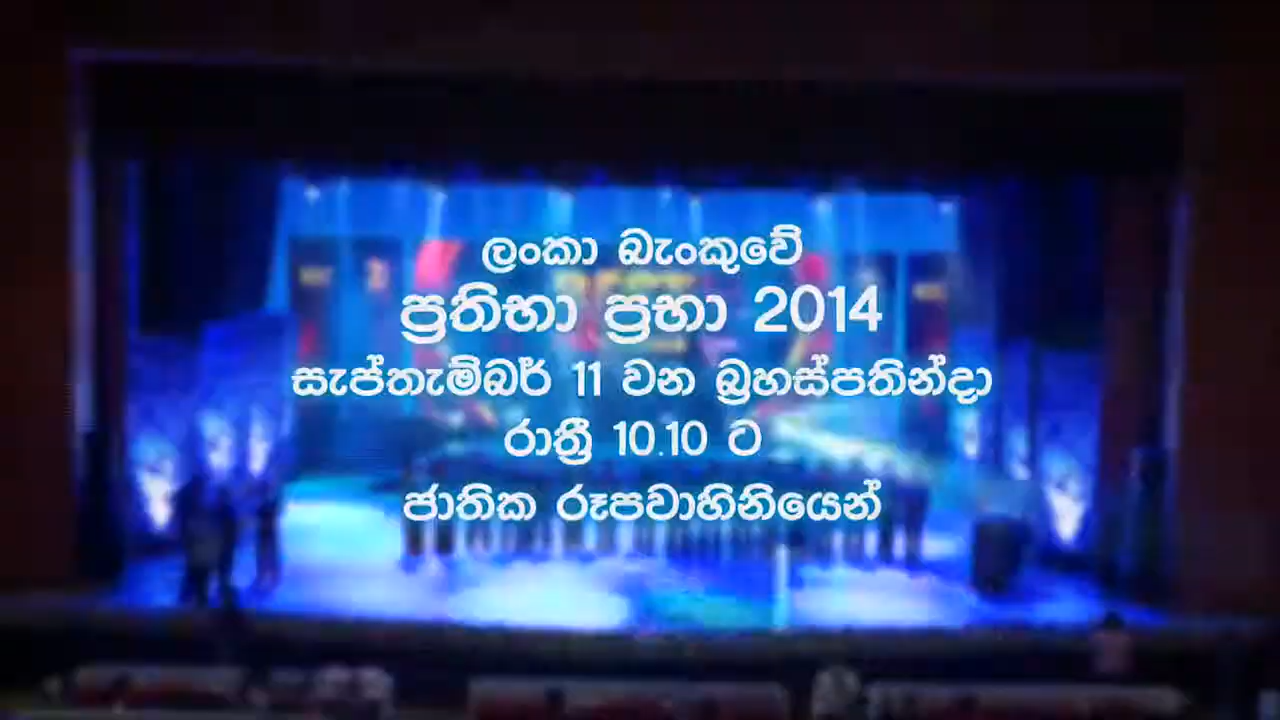 ලංකා බැංකුවේ
ප්‍රතිභා ප්‍රභා 2014
සැප්තැම්බර් 11 වන බ්‍රහස්පතින්දා
රාත්‍රී 10.10 ට
ජාතික රූපවාහිනියෙන්